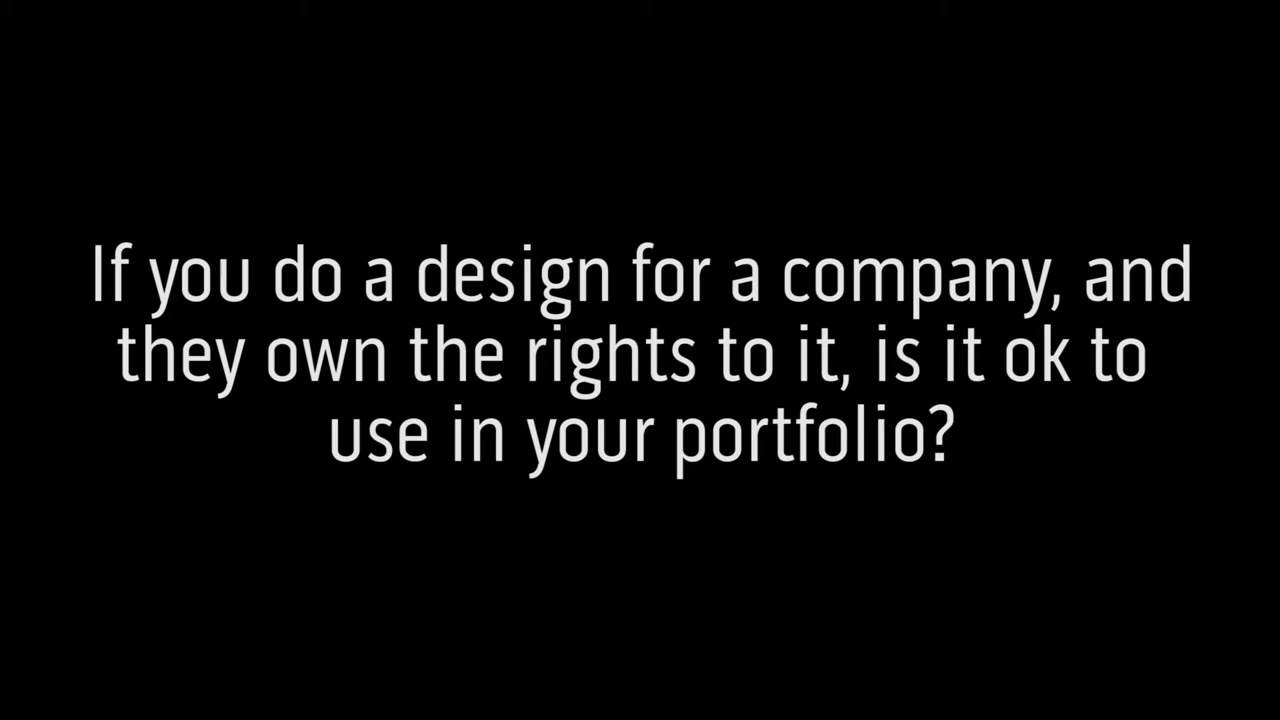 If you do a design for a company, and
they own the rights to it, is it ok to
use in your portfolio?